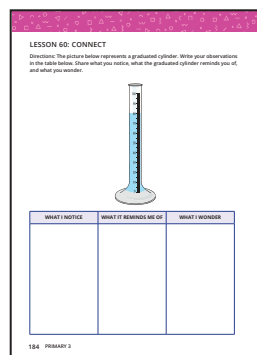 LESSON 60: CONNECT
Directions: The picture below represents a graduated cylinder. Write your observations
in the table below. Share what you notice, what the graduated cylinder reminds you of,
and what you wonder.
WHAT I NOTICE WHAT IT REMINDS ME OF WHAT I WONDER
184 PRIMARY 3